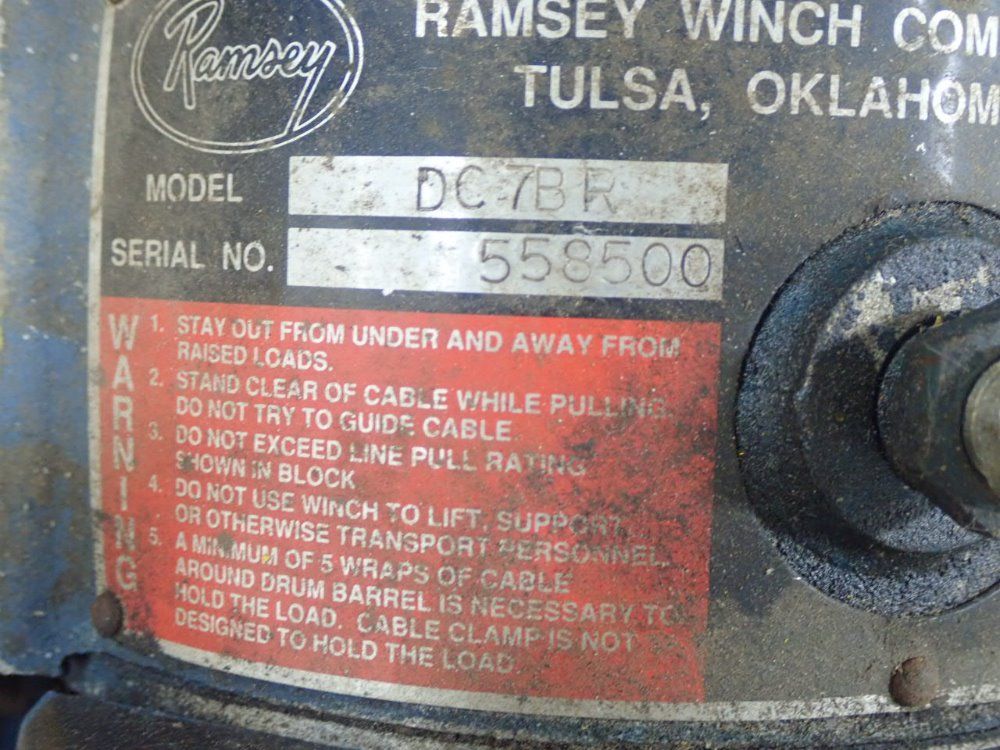 Ramsey
RAMSEY WINCH COM
TULSA, OKLAHOM
MODEL DC7BR
SERIAL NO. 558500
WARNING
1. STAY OUT FROM UNDER AND AWAY FROM
RAISED LOADS.
2. STAND CLEAR OF CABLE WHILE PULLING.
DO NOT TRY TO GUIDE CABLE.
3. DO NOT EXCEED LINE PULL RATING
SHOWN IN BLOCK
4. DO NOT USE WINCH TO LIFT, SUPPORT,
OR OTHERWISE TRANSPORT PERSONNEL.
5. A MINIMUM OF 5 WRAPS OF CABLE
AROUND DRUM BARREL IS NECESSARY TO
HOLD THE LOAD. CABLE CLAMP IS NOT
DESIGNED TO HOLD THE LOAD.